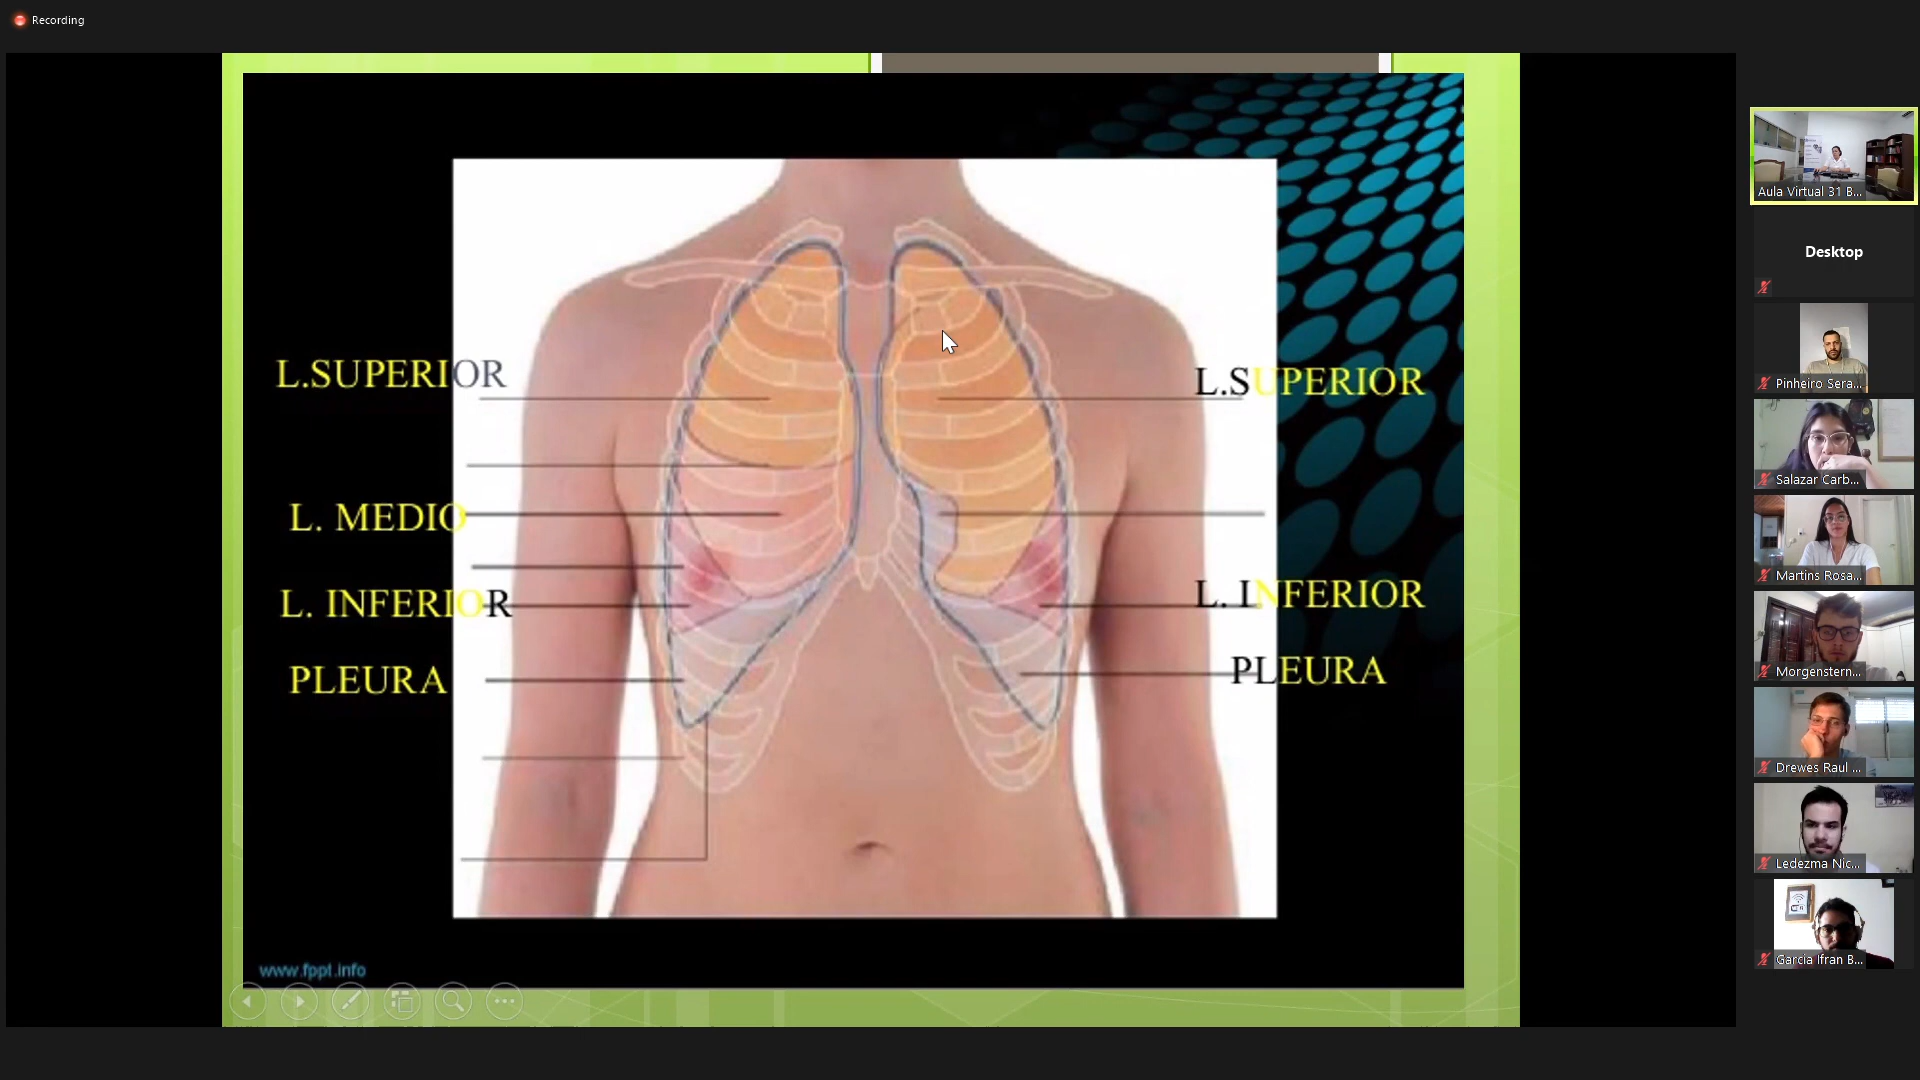 Recording
L.SUPERIOR
L. MEDIO
L. INFERIOR
PLEURA
L.SUPERIOR
L. INFERIOR
PLEURA
www.fppt.info
Aula Virtual 31 B...
Desktop
Pinheiro Sera...
Salazar Carb...
Martins Rosa...
Morgenstern...
Drewes Raul ...
Ledezma Nic...
Garcia Ifran B...